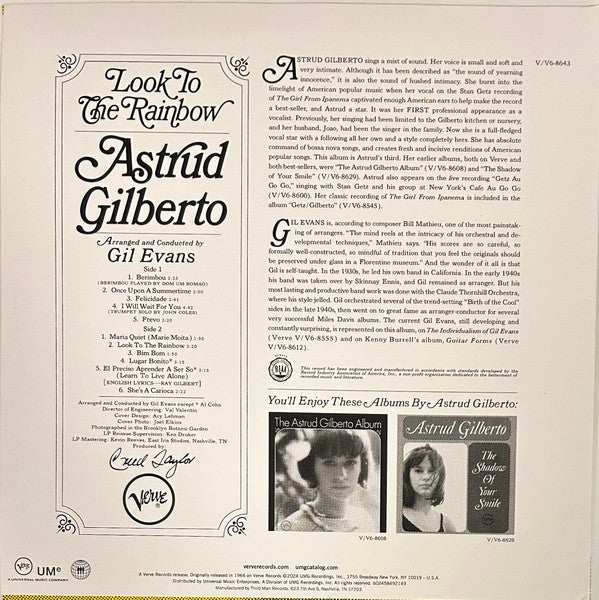 Look To
The Rainbow
Astrud
Gilberto
Arranged and Conducted by
Gil Evans
Side 1
1. Berimbou 2:23
(BERIMBOU PLAYED BY DOM UM ROMAO)
2. Once Upon A Summertime 3:00
3. Felicidade 2:41
4. I Will Wait For You 4:42
(TRUMPET SOLO BY JOHN COLES)
5. Frevo 2:20
Side 2
1. Maria Quiet (Marie Moita) 1:50
2. Look To The Rainbow 3:20
3. Bim Bom 1:50
4. Lugar Bonito* 3:15
5. El Preciso Aprender A Ser So* 3:15
(Learn To Live Alone)
[ENGLISH LYRICS—RAY GILBERT]
6. She's A Carioca 2:22
Arranged and Conducted by Gil Evans except * Al Cohn
Director of Engineering: Val Valentin
Cover Design: Acy Lehman
Cover Photo: Joel Elkins
Photographed in the Brooklyn Botanic Garden
LP Reissue Supervision: Ken Druker
LP Mastering: Kevin Reeves, East Iris Studios, Nashville, TN
Produced by:
Creed Taylor
Verve
ASTRUD GILBERTO sings a mist of sound. Her voice is small and soft and
very intimate. Although it has been described as "the sound of yearning
innocence," it is also the sound of hushed intimacy. She burst into the
limelight of American popular music when her vocal on the Stan Getz recording
of The Girl From Ipanema captivated enough American ears to help make the record
a best-seller, and Astrud a star. It was her FIRST professional appearance as a
vocalist. Previously, her singing had been limited to the Gilberto kitchen or nursery,
and her husband, Joao, had been the singer in the family. Now she is a full-fledged
vocal star with a following all her own and a style completely hers. She has absolute
command of bossa nova songs, and creates fresh and incisive renditions of American
popular songs. This album is Astrud's third. Her earlier albums, both on Verve and
both best-sellers, were "The Astrud Gilberto Album" (V/V6-8608) and "The Shadow
of Your Smile" (V/V6-8629). Astrud also appears on the live recording "Getz Au
Go Go," singing with Stan Getz and his group at New York's Cafe Au Go Go
(V/V6-8600). Her classic recording of The Girl From Ipanema is included in the
album "Getz/Gilberto" (V/V6-8545).
V/V6-8643
GIL EVANS is, according to composer Bill Mathieu, one of the most painstak-
ing of arrangers. "The mind reels at the intricacy of his orchestral and de-
velopmental techniques," Mathieu says. "His scores are so careful, so
formally well-constructed, so mindful of tradition that you feel the originals should
be preserved under glass in a Florentine museum." And the wonder of it all is that
Gil is self-taught. In the 1930s, he led his own band in California. In the early 1940s
his band was taken over by Skinnay Ennis, and Gil remained as arranger. But his
most lasting and productive band work was done with the Claude Thornhill Orchestra,
where his style jelled. Gil orchestrated several of the trend-setting "Birth of the Cool"
sides in the late 1940s, then went on to great fame as arranger-conductor for several
very successful Miles Davis albums. The current Gil Evans, still developing and
constantly surprising, is represented on this album, on The Individualism of Gil Evans
(Verve V/V6-8555) and on Kenny Burrell's album, Guitar Forms (Verve
V/V6-8612).
This record has been engineered and manufactured in accordance with standards developed by the
Record Industry Association of America, Inc., a non-profit organization dedicated to the betterment of
recorded music and literature.
You'll Enjoy These Albums By Astrud Gilberto:
The Astrud Gilberto Album
V/V6-8608
Astrud Gilberto
The
Shadow
Of
Your
Smile
V/V6-8629
Verve
UMe
A UNIVERSAL MUSIC COMPANY
ververecords.com umgcatalog.com
A Verve Records release. Originally released in 1966 on Verve Records ©2024 UMG Recordings, Inc., 1755 Broadway New York, NY 10019 – U.S.A.
Distributed by Universal Music Enterprises, A Division of UMG Recordings, Inc. All rights reserved. 602458492149
Manufactured by Third Man Records, 623 7th Ave S, Nashville, TN 37203.